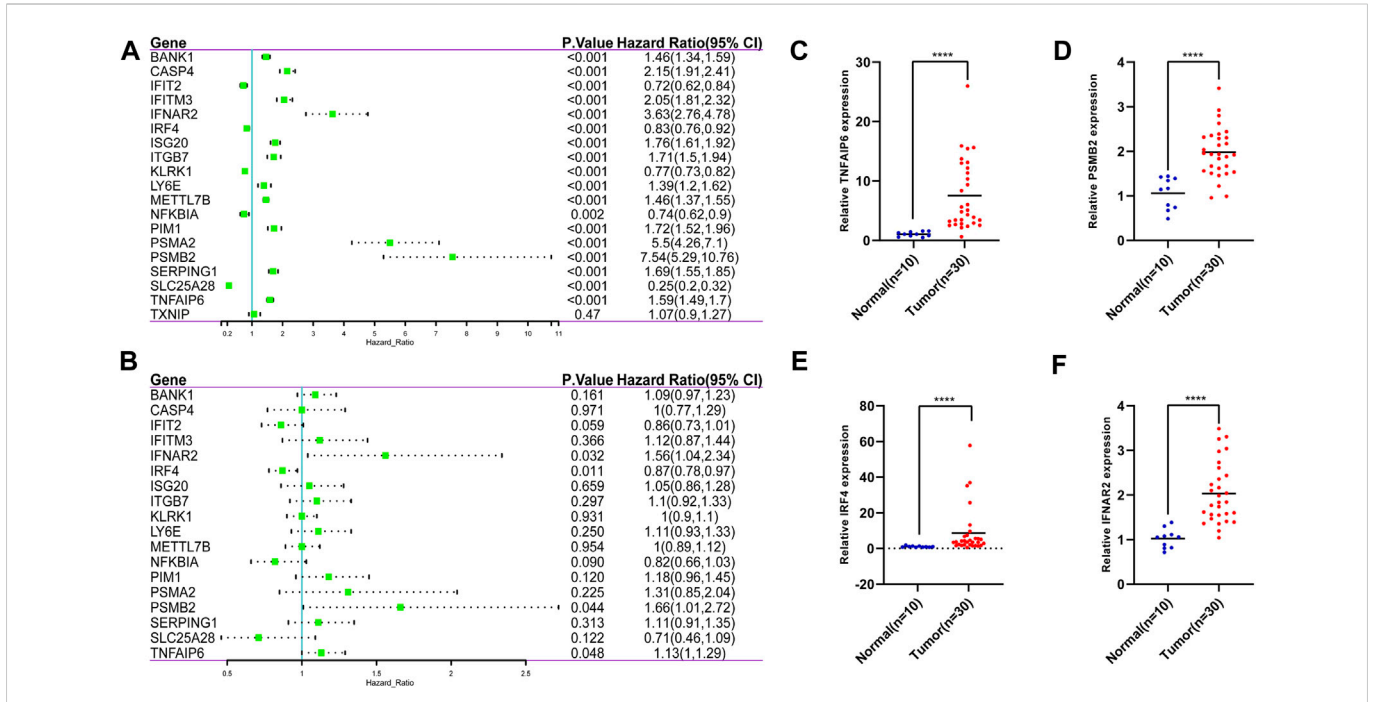 A
Gene P.Value Hazard Ratio(95% CI)
BANK1 <0.001 1.46(1.34,1.59)
CASP4 <0.001 2.15(1.91,2.41)
IFIT2 <0.001 0.72(0.62,0.84)
IFITM3 <0.001 2.05(1.81,2.32)
IFNAR2 <0.001 3.63(2.76,4.78)
IRF4 <0.001 0.83(0.76,0.92)
ISG20 <0.001 1.76(1.61,1.92)
ITGB7 <0.001 1.71(1.5,1.94)
KLRK1 <0.001 0.77(0.73,0.82)
LY6E <0.001 1.39(1.2,1.62)
METTL7B <0.001 1.46(1.37,1.55)
NFKBIA 0.002 0.74(0.62,0.9)
PIM1 <0.001 1.72(1.52,1.96)
PSMA2 <0.001 5.5(4.26,7.1)
PSMB2 <0.001 7.54(5.29,10.76)
SERPING1 <0.001 1.69(1.55,1.85)
SLC25A28 <0.001 0.25(0.2,0.32)
TNFAIP6 <0.001 1.59(1.49,1.7)
TXNIP 0.47 1.07(0.9,1.27)
0.2 1 2 3 4 5 6 7 8 9 10 11
Hazard_Ratio
B
Gene P.Value Hazard Ratio(95% CI)
BANK1 0.161 1.09(0.97,1.23)
CASP4 0.971 1(0.77,1.29)
IFIT2 0.059 0.86(0.73,1.01)
IFITM3 0.366 1.12(0.87,1.44)
IFNAR2 0.032 1.56(1.04,2.34)
IRF4 0.011 0.87(0.78,0.97)
ISG20 0.659 1.05(0.86,1.28)
ITGB7 0.297 1.1(0.92,1.33)
KLRK1 0.931 1(0.9,1.1)
LY6E 0.250 1.11(0.93,1.33)
METTL7B 0.954 1(0.89,1.12)
NFKBIA 0.090 0.82(0.66,1.03)
PIM1 0.120 1.18(0.96,1.45)
PSMA2 0.225 1.31(0.85,2.04)
PSMB2 0.044 1.66(1.01,2.72)
SERPING1 0.313 1.11(0.91,1.35)
SLC25A28 0.122 0.71(0.46,1.09)
TNFAIP6 0.048 1.13(1,1.29)
0.5 1 1.5 2 2.5
Hazard_Ratio
C
Relative TNFAIP6 expression
30
20
10
0
****
Normal(n=10)
Tumor(n=30)
D
Relative PSMB2 expression
4
3
2
1
0
****
Normal(n=10)
Tumor(n=30)
E
Relative IRF4 expression
80
60
40
20
0
-20
****
Normal(n=10)
Tumor(n=30)
F
Relative IFNAR2 expression
4
3
2
1
0
****
Normal(n=10)
Tumor(n=30)